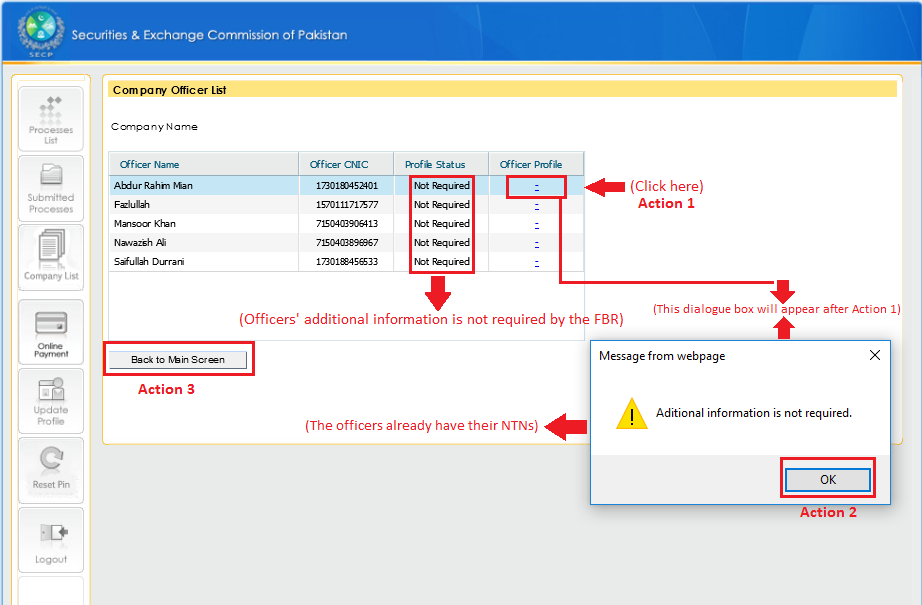 SECP
Securities & Exchange Commission of Pakistan
Processes
List
Submitted
Processes
Company List
Online
Payment
Update
Profile
Reset Pin
Logout
Company Officer List
Company Name
Officer Name Officer CNIC Profile Status Officer Profile
Abdur Rahim Mian 1730180452401 Not Required -
Fazlullah 1570111717577 Not Required -
Mansoor Khan 7150403906413 Not Required -
Nawazish Ali 7150403896967 Not Required -
Saifullah Durrani 1730188456533 Not Required -
(Click here)
Action 1
(Officers' additional information is not required by the FBR)
(This dialogue box will appear after Action 1)
Back to Main Screen
Action 3
(The officers already have their NTNs)
Message from webpage
Aditional information is not required.
OK
Action 2